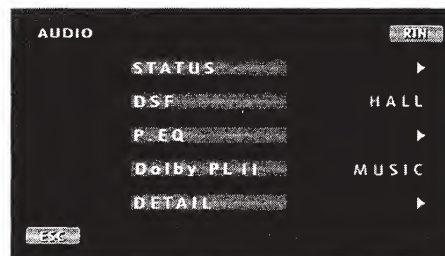 AUDIO RTN
STATUS ▶
DSF HALL
P.EQ ▶
Dolby PL II MUSIC
DETAIL ▶
ESC